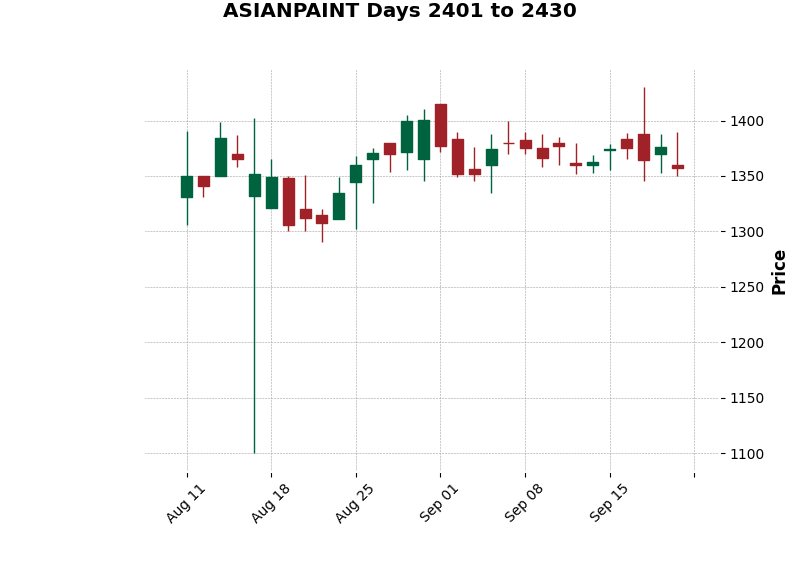 ASIANPAINT Days 2401 to 2430
1400
1350
1300
1250
1200
1150
1100
Price
Aug 11
Aug 18
Aug 25
Sep 01
Sep 08
Sep 15